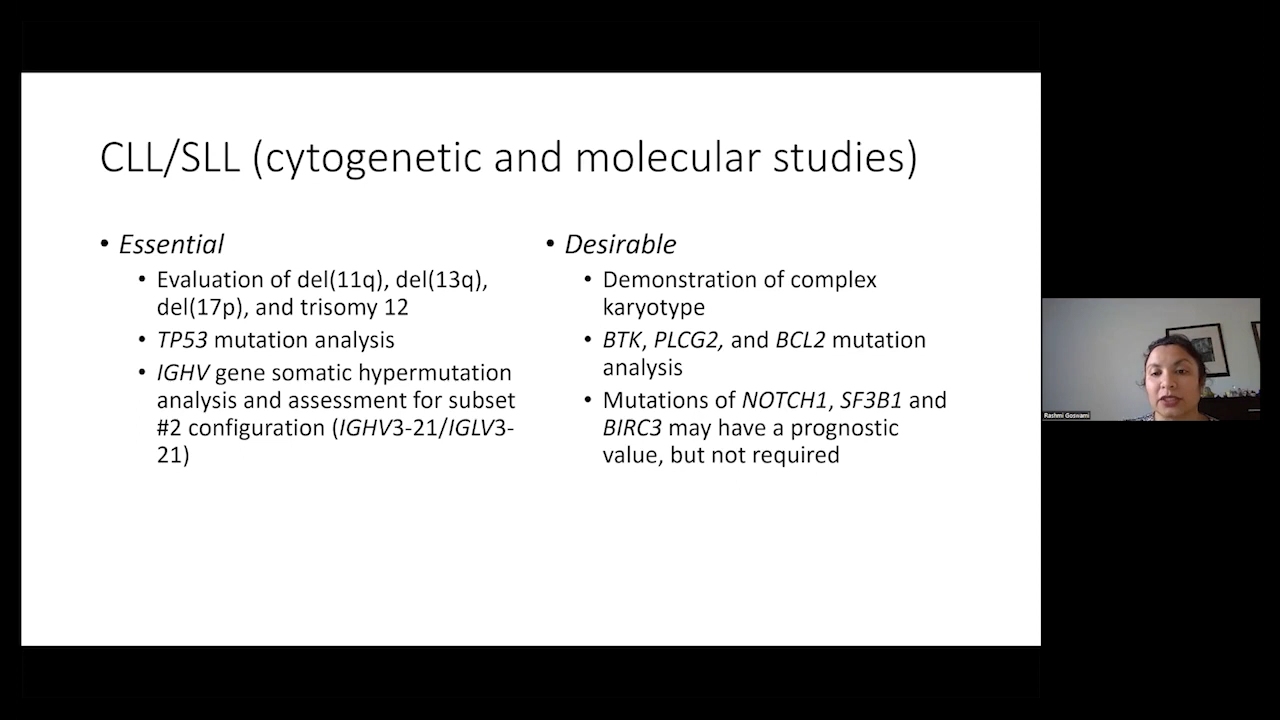 CLL/SLL (cytogenetic and molecular studies)
• Essential
• Evaluation of del(11q), del(13q),
del(17p), and trisomy 12
• TP53 mutation analysis
• IGHV gene somatic hypermutation
analysis and assessment for subset
#2 configuration (IGHV3-21/IGLV3-
21)
• Desirable
• Demonstration of complex
karyotype
• BTK, PLCG2, and BCL2 mutation
analysis
• Mutations of NOTCH1, SF3B1 and
BIRC3 may have a prognostic
value, but not required
Rashmi Goswami